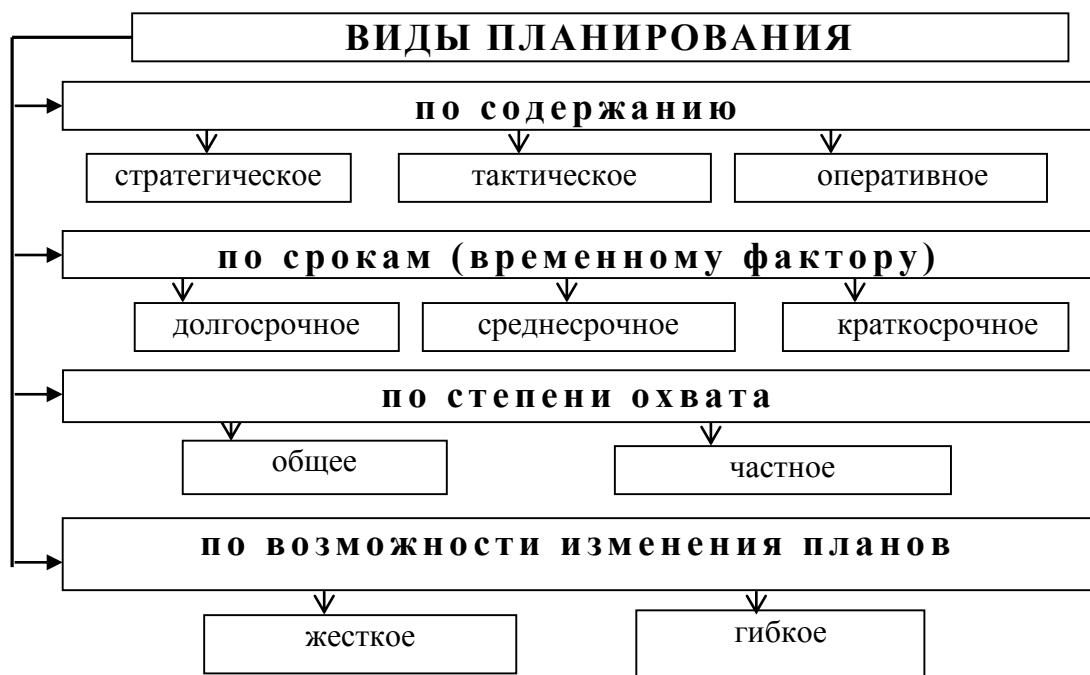 ВИДЫ ПЛАНИРОВАНИЯ
по содержанию
стратегическое тактическое оперативное
по срокам (временному фактору)
долгосрочное среднесрочное краткосрочное
по степени охвата
общее частное
по возможности изменения планов
жесткое гибкое